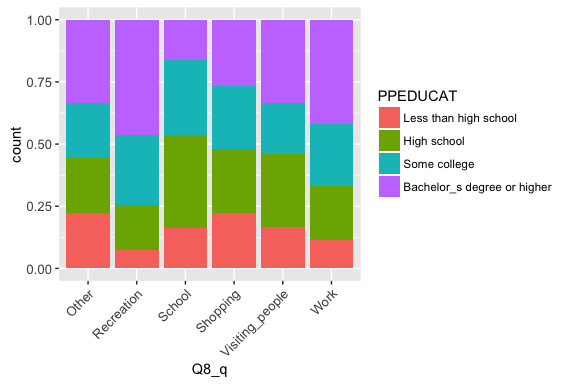 1.00
0.75
0.50
0.25
0.00
count
Other
Recreation
School
Shopping
Visiting_people
Work
Q8_q
PPEDUCAT
Less than high school
High school
Some college
Bachelor_s degree or higher